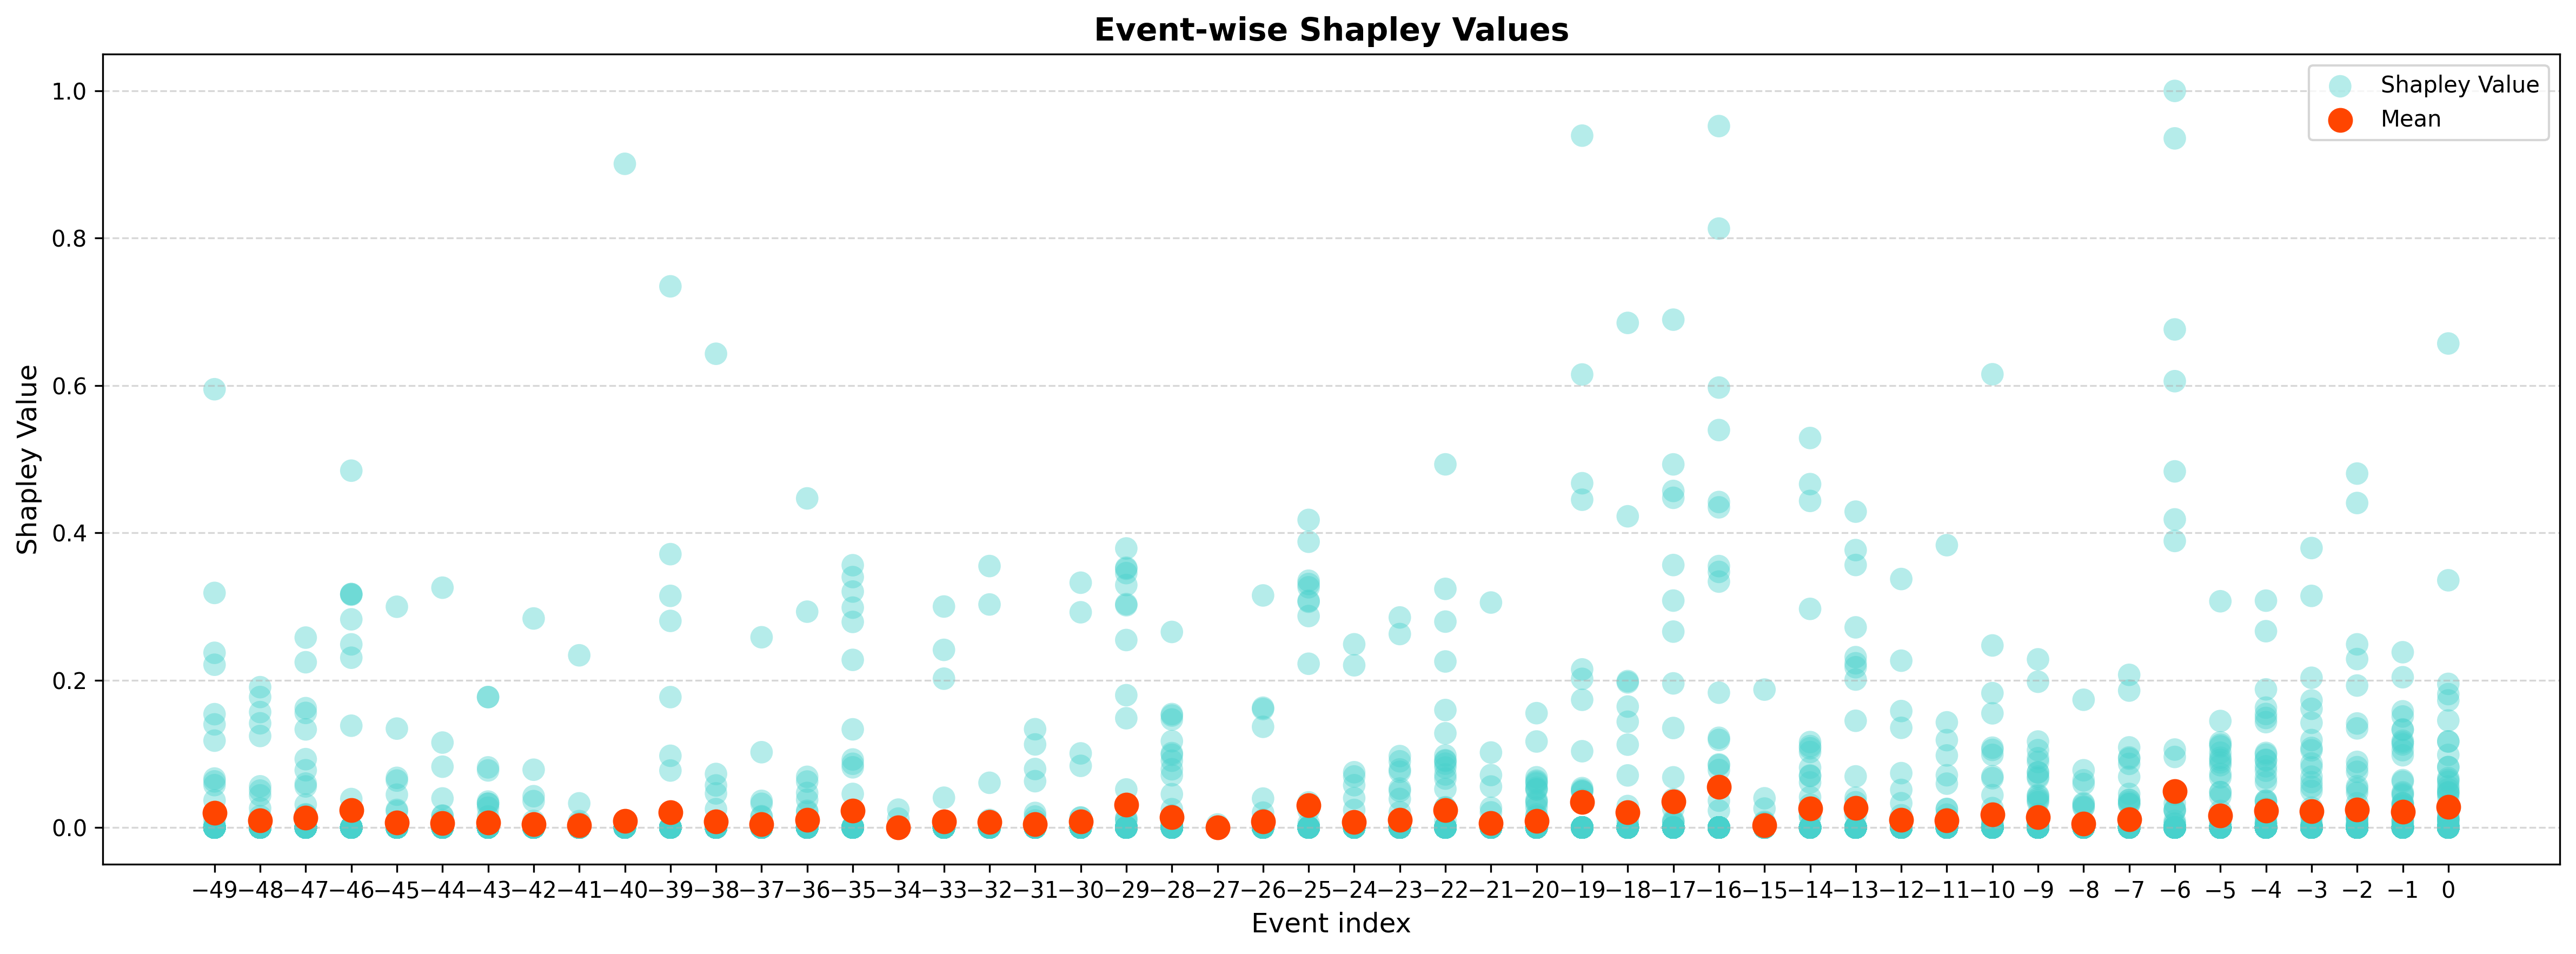 Event-wise Shapley Values
Shapley Value
Mean
1.0
0.8
0.6
0.4
0.2
0.0
Shapley Value
−49 −48 −47 −46 −45 −44 −43 −42 −41 −40 −39 −38 −37 −36 −35 −34 −33 −32 −31 −30 −29 −28 −27 −26 −25 −24 −23 −22 −21 −20 −19 −18 −17 −16 −15 −14 −13 −12 −11 −10 −9 −8 −7 −6 −5 −4 −3 −2 −1 0
Event index